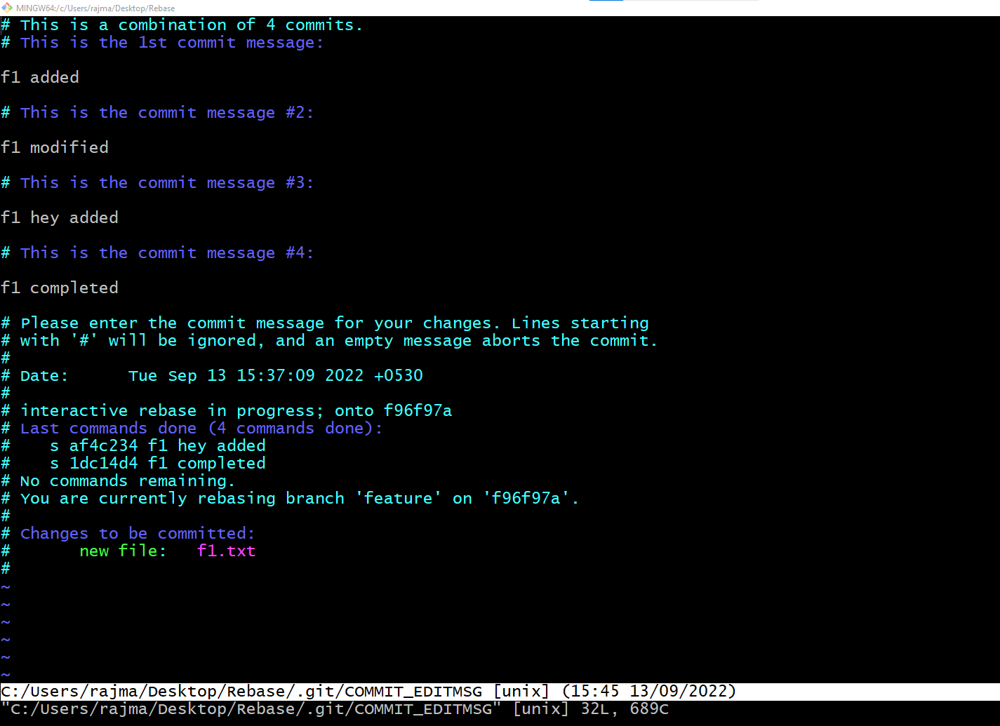 MINGW64:/c/Users/rajma/Desktop/Rebase
# This is a combination of 4 commits.
# This is the 1st commit message:
f1 added
# This is the commit message #2:
f1 modified
# This is the commit message #3:
f1 hey added
# This is the commit message #4:
f1 completed
# Please enter the commit message for your changes. Lines starting
# with '#' will be ignored, and an empty message aborts the commit.
#
# Date:      Tue Sep 13 15:37:09 2022 +0530
#
# interactive rebase in progress; onto f96f97a
# Last commands done (4 commands done):
#    s af4c234 f1 hey added
#    s 1dc14d4 f1 completed
# No commands remaining.
# You are currently rebasing branch 'feature' on 'f96f97a'.
#
# Changes to be committed:
#       new file:   f1.txt
#
~
~
~
~
~
~
C:/Users/rajma/Desktop/Rebase/.git/COMMIT_EDITMSG [unix] (15:45 13/09/2022)
"C:/Users/rajma/Desktop/Rebase/.git/COMMIT_EDITMSG" [unix] 32L, 689C